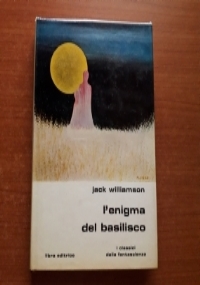 jack williamson
l'enigma
del basilisco
i classici
libra editrice
della fantascienza